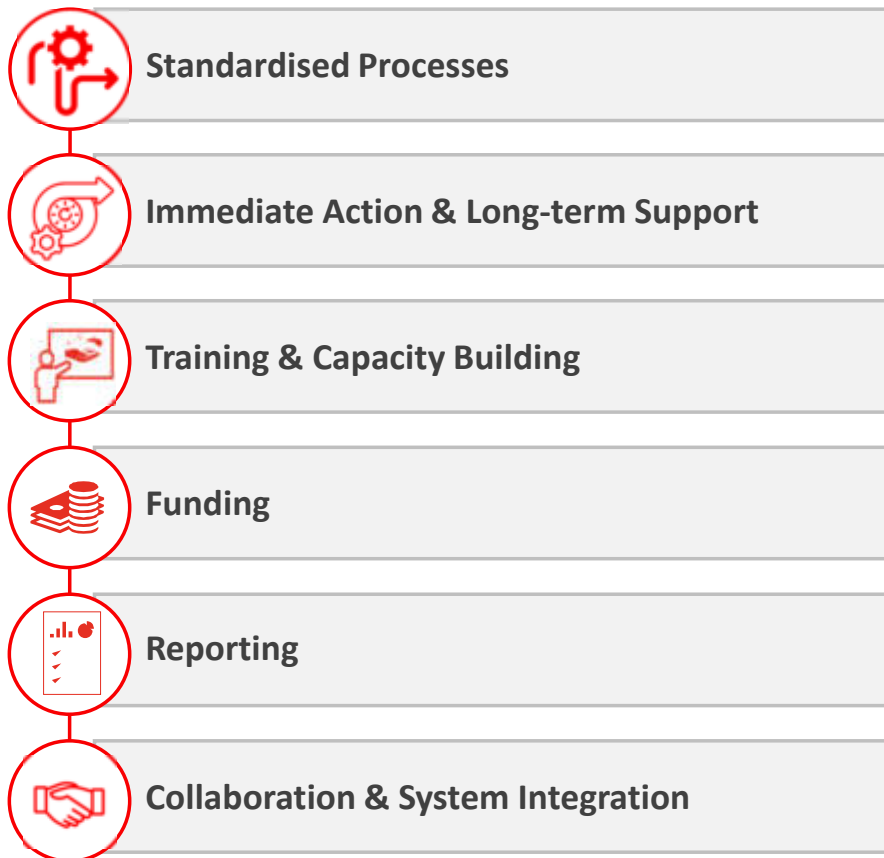 Standardised Processes
Immediate Action & Long-term Support
Training & Capacity Building
Funding
Reporting
Collaboration & System Integration